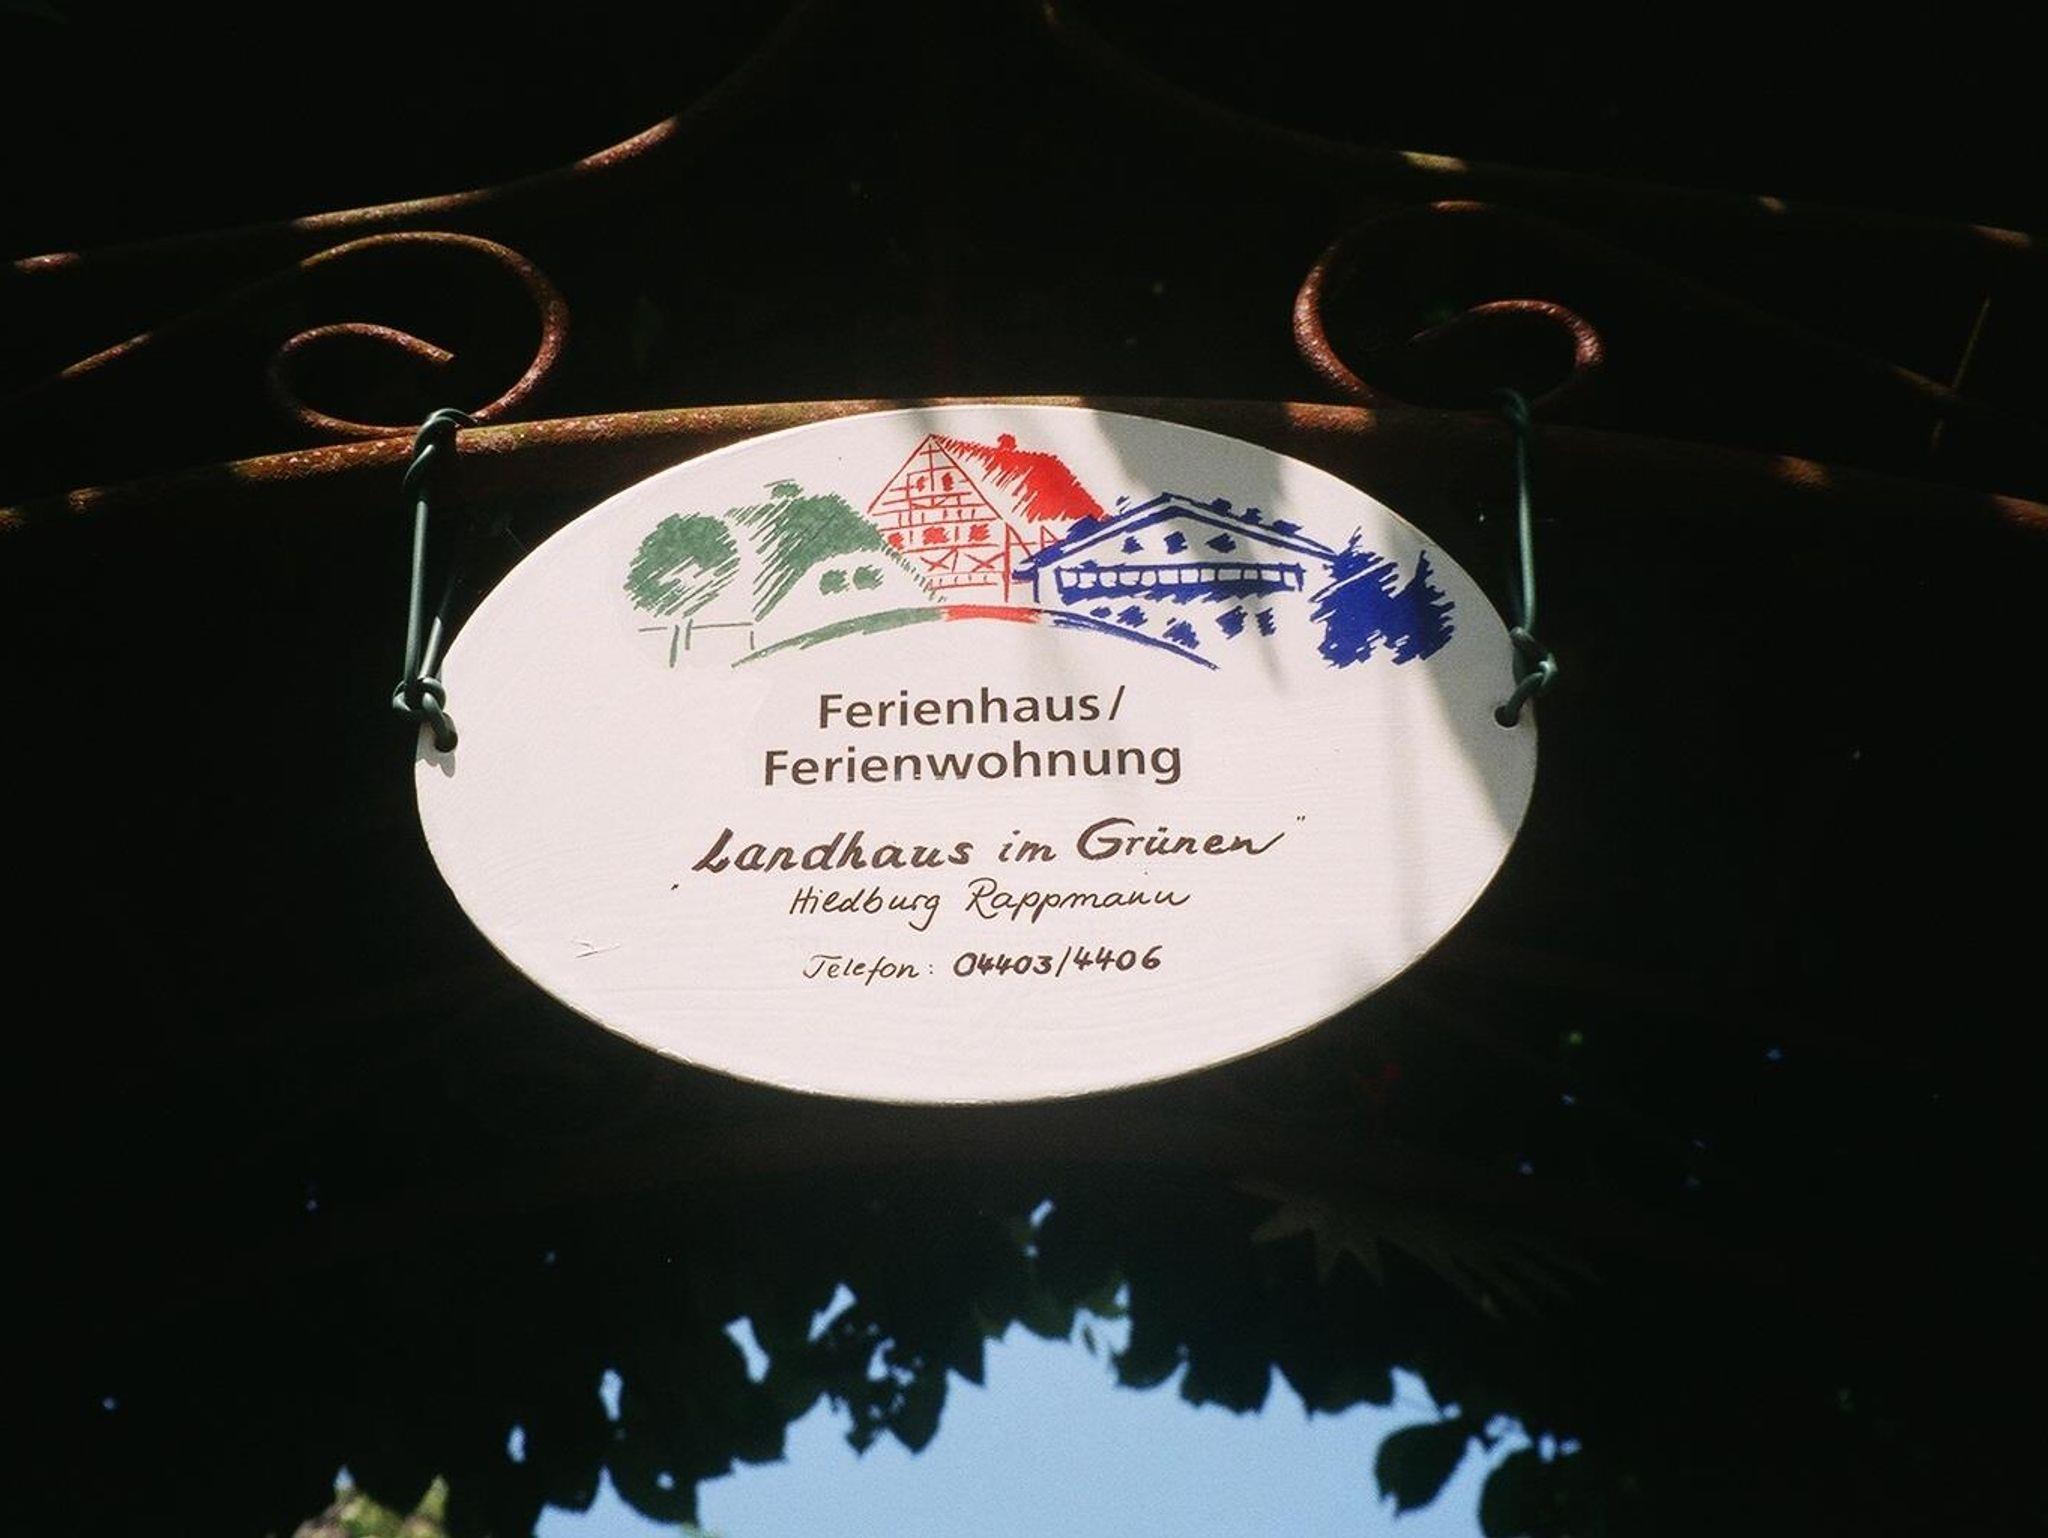 Ferienhaus/
Ferienwohnung
„Landhaus im Grünen"
Hiedburg Rappmann
Telefon: 04403/4406